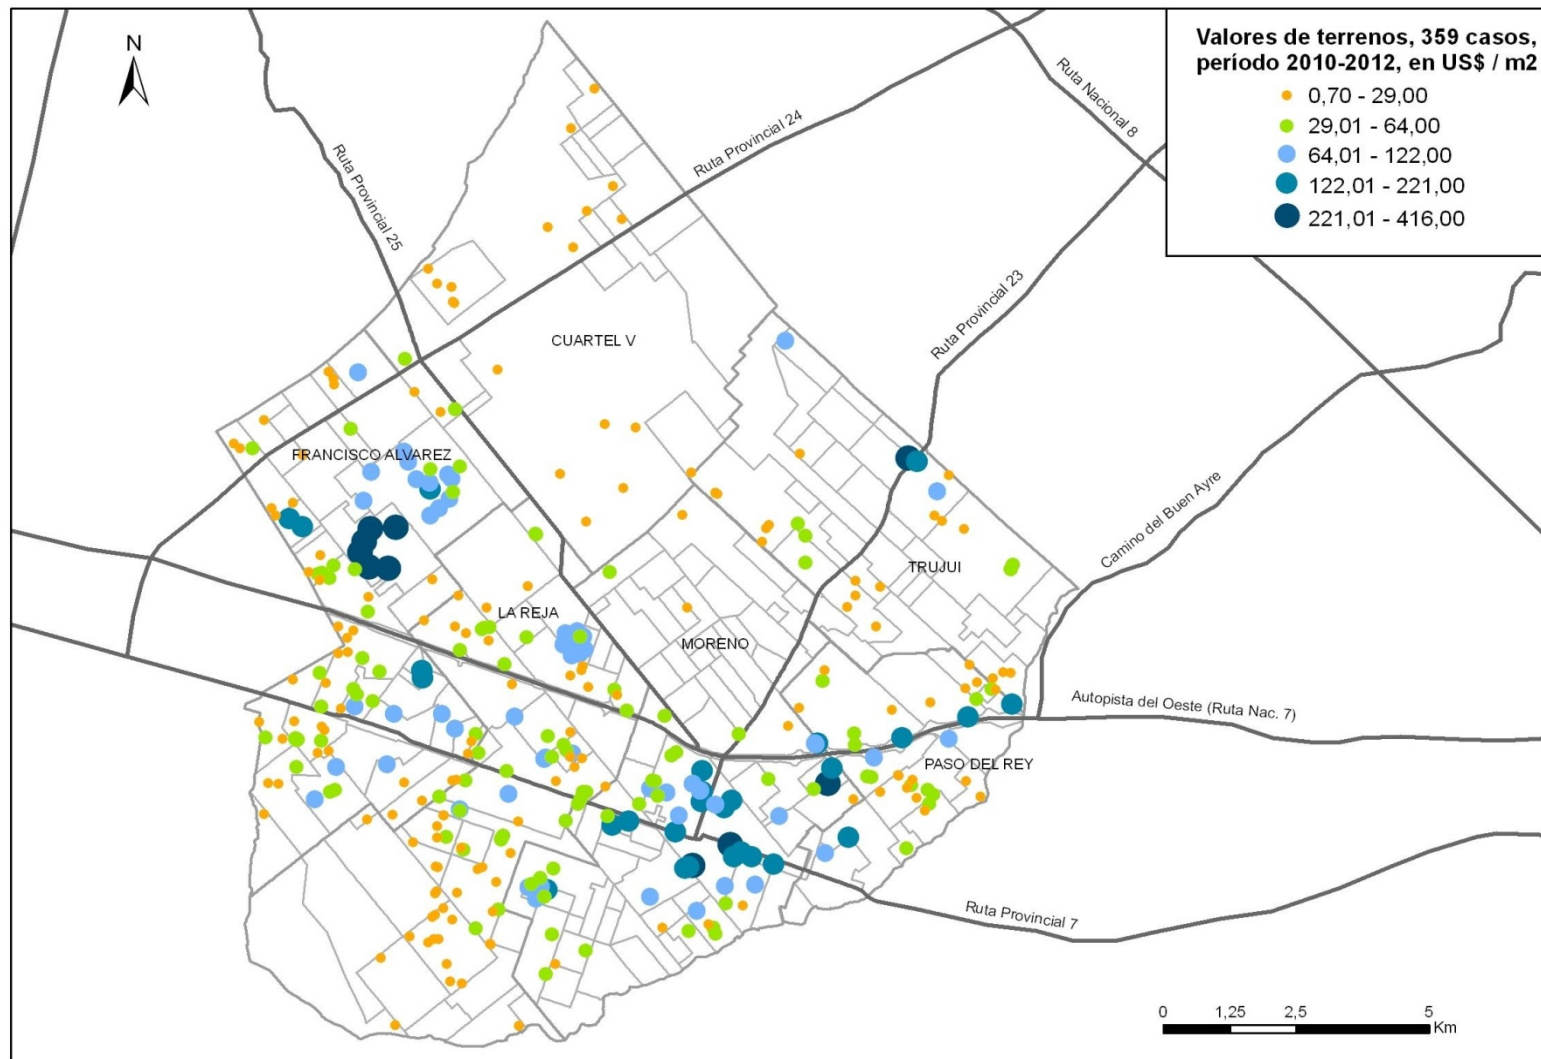 Valores de terrenos, 359 casos,
período 2010-2012, en US$ / m2
0,70 - 29,00
29,01 - 64,00
64,01 - 122,00
122,01 - 221,00
221,01 - 416,00
N
Ruta Nacional 8
Ruta Provincial 24
Ruta Provincial 25
Ruta Provincial 23
CUARTEL V
FRANCISCO ALVAREZ
Camino del Buen Ayre
TRUJUI
LA REJA
MORENO
Autopista del Oeste (Ruta Nac. 7)
PASO DEL REY
Ruta Provincial 7
0 1,25 2,5 5
Km